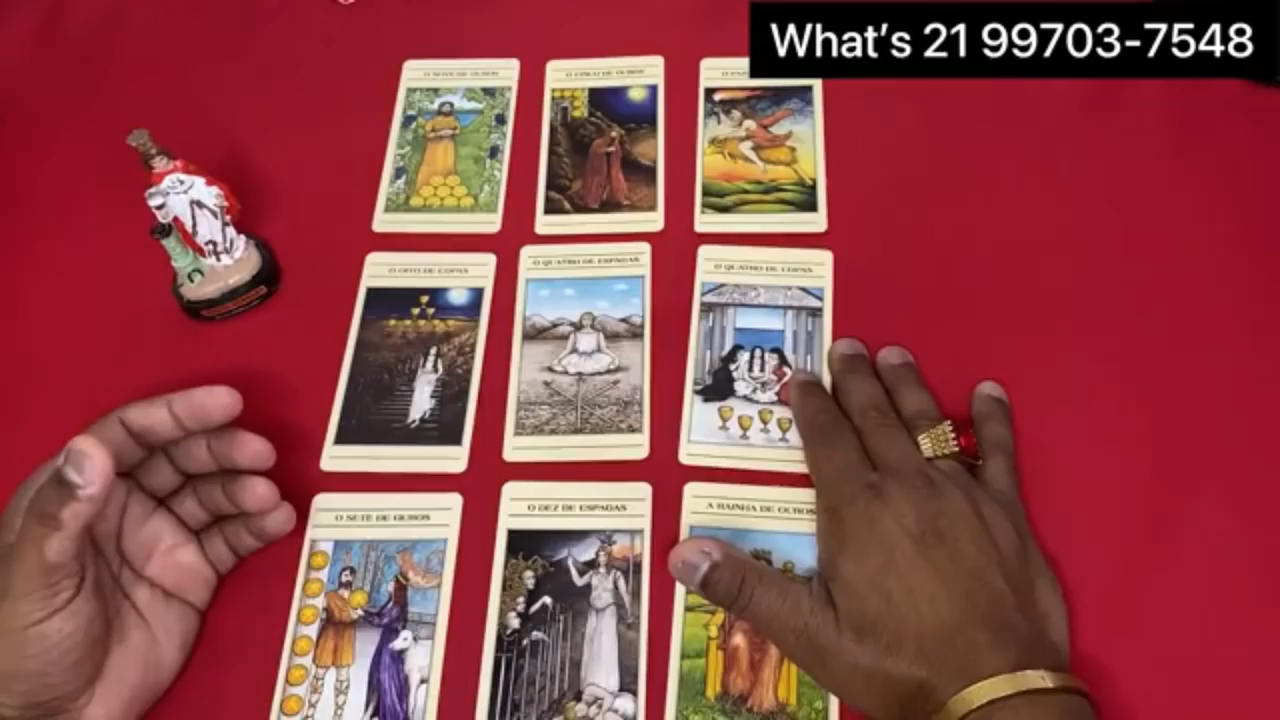 What's 21 99703-7548
O NOVE DE OUROS
O CINCO DE OUROS
O OITO DE COPAS
O QUATRO DE ESPADAS
O QUATRO DE COPAS
O SETE DE OUROS
O DEZ DE ESPADAS
A RAINHA DE OUROS